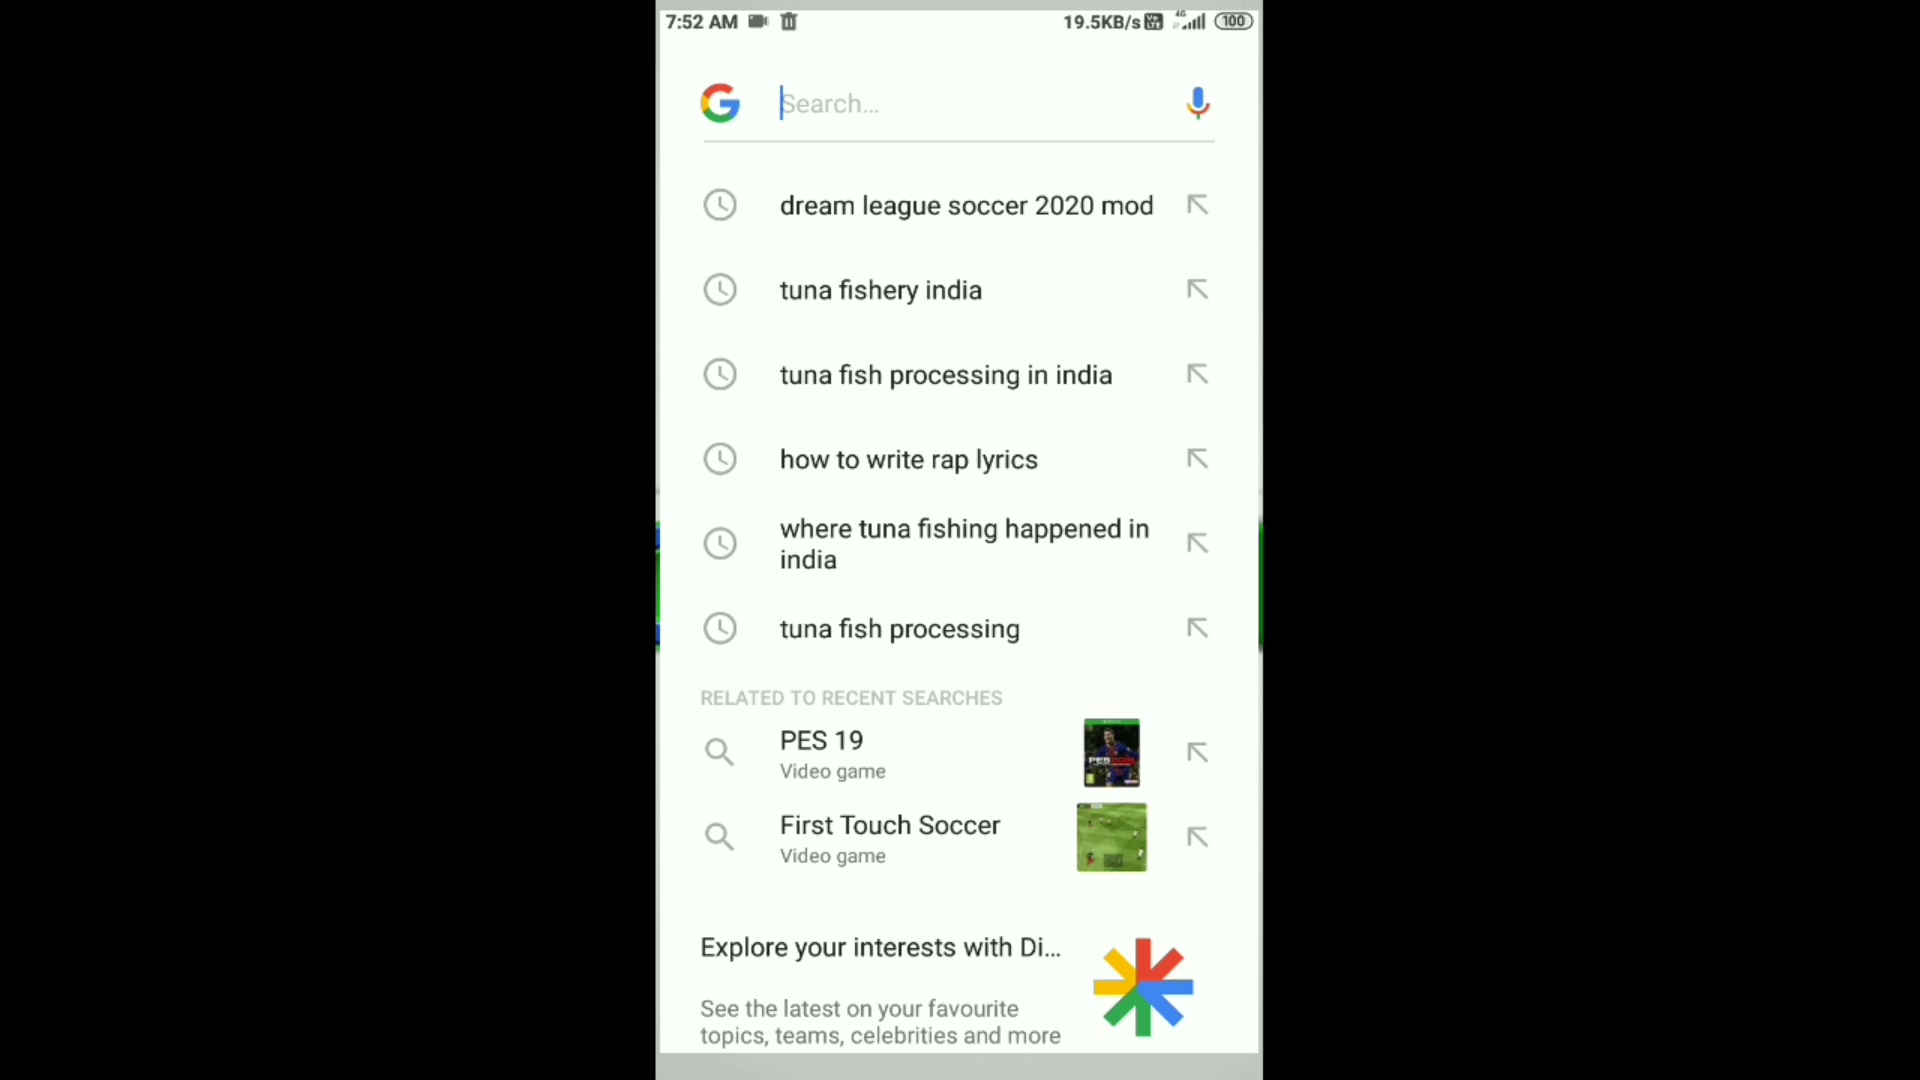 7:52 AM 19.5KB/s Vo LTE 4G 100
Search...
dream league soccer 2020 mod
tuna fishery india
tuna fish processing in india
how to write rap lyrics
where tuna fishing happened in
india
tuna fish processing
RELATED TO RECENT SEARCHES
PES 19
Video game
First Touch Soccer
Video game
Explore your interests with Di...
See the latest on your favourite
topics, teams, celebrities and more